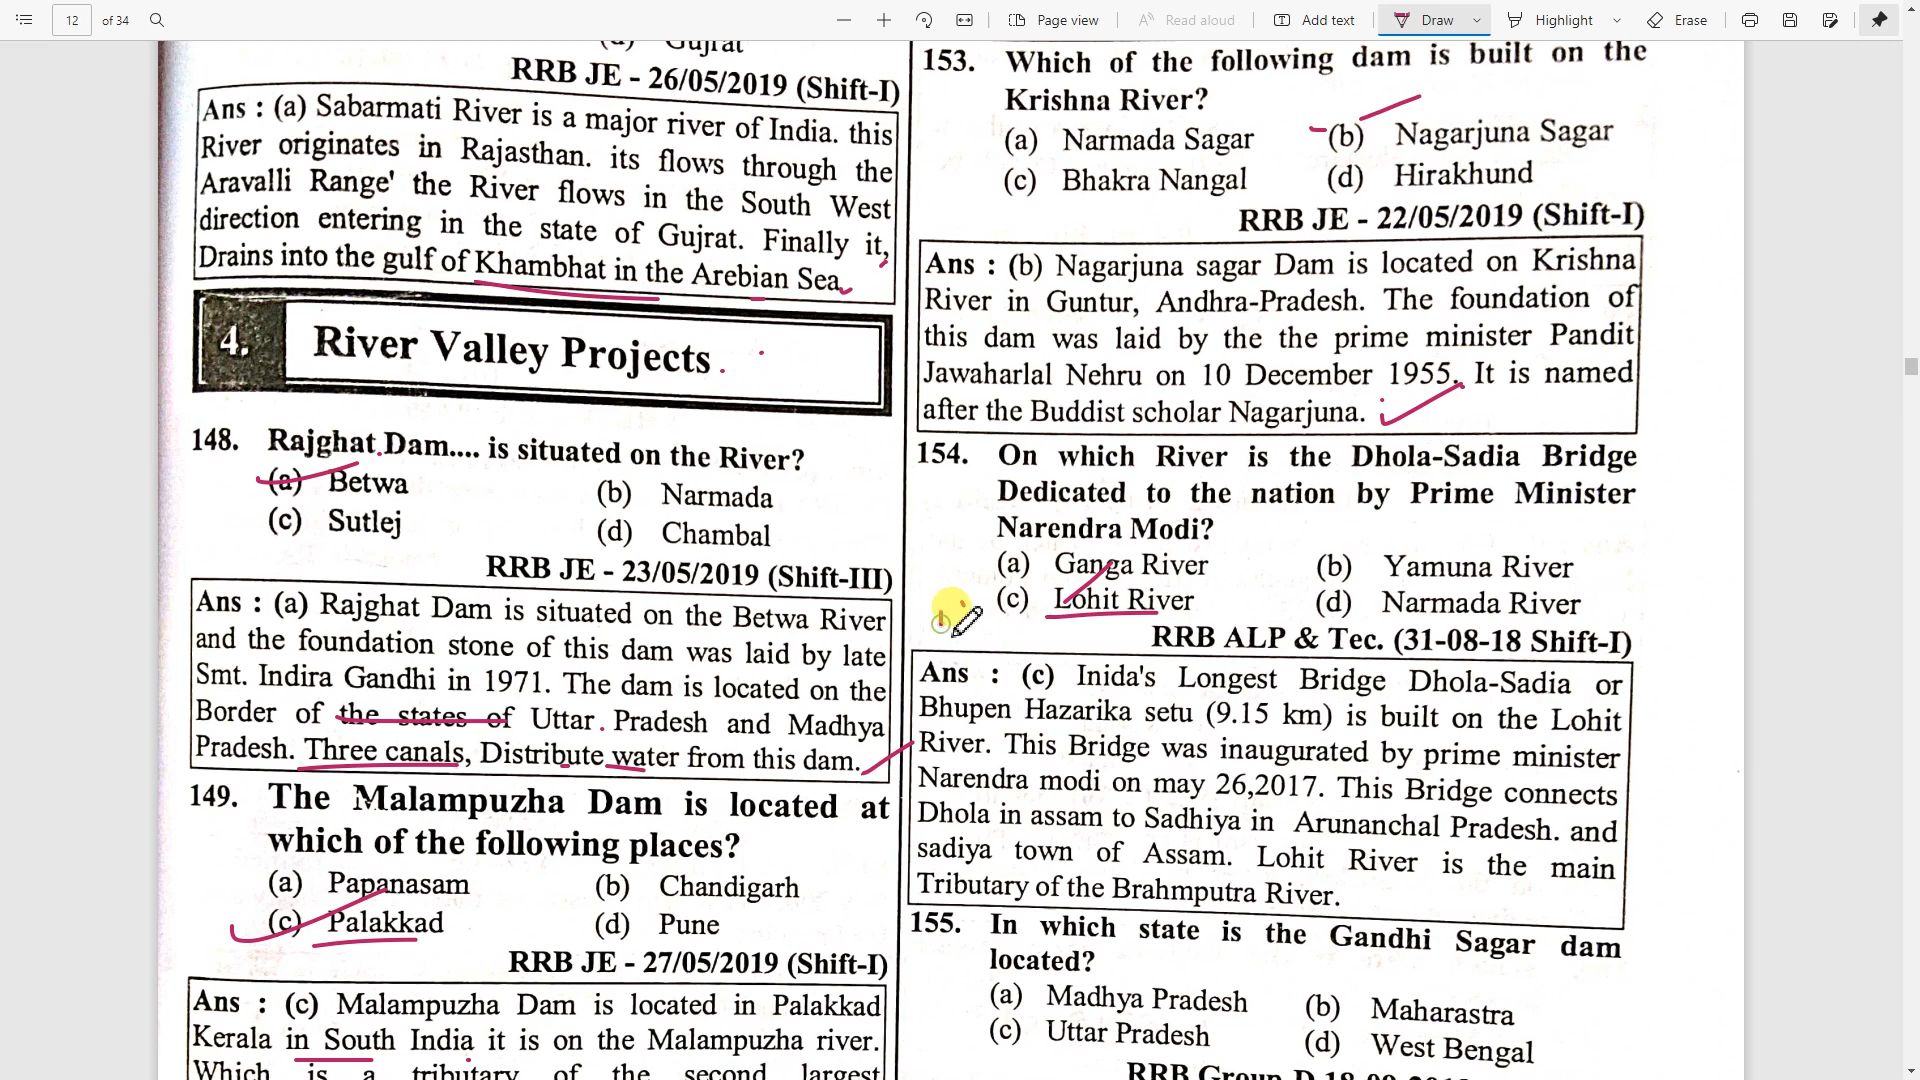 12 of 34
Page view
Read aloud
Add text
Draw
Highlight
Erase
Gujrat
RRB JE - 26/05/2019 (Shift-I)
Ans : (a) Sabarmati River is a major river of India. this
River originates in Rajasthan. its flows through the
Aravalli Range' the River flows in the South West
direction entering in the state of Gujrat. Finally it,
Drains into the gulf of Khambhat in the Arebian Sea
4. River Valley Projects
148. Rajghat Dam.... is situated on the River?
(a) Betwa (b) Narmada
(c) Sutlej (d) Chambal
RRB JE - 23/05/2019 (Shift-III)
Ans : (a) Rajghat Dam is situated on the Betwa River
and the foundation stone of this dam was laid by late
Smt. Indira Gandhi in 1971. The dam is located on the
Border of the states of Uttar Pradesh and Madhya
Pradesh. Three canals, Distribute water from this dam.
149. The Malampuzha Dam is located at
which of the following places?
(a) Papanasam (b) Chandigarh
(c) Palakkad (d) Pune
RRB JE - 27/05/2019 (Shift-I)
Ans : (c) Malampuzha Dam is located in Palakkad
Kerala in South India it is on the Malampuzha river.
Which is a tributary of the second largest
153. Which of the following dam is built on the
Krishna River?
(a) Narmada Sagar (b) Nagarjuna Sagar
(c) Bhakra Nangal (d) Hirakhund
RRB JE - 22/05/2019 (Shift-I)
Ans : (b) Nagarjuna sagar Dam is located on Krishna
River in Guntur, Andhra-Pradesh. The foundation of
this dam was laid by the the prime minister Pandit
Jawaharlal Nehru on 10 December 1955. It is named
after the Buddist scholar Nagarjuna.
154. On which River is the Dhola-Sadia Bridge
Dedicated to the nation by Prime Minister
Narendra Modi?
(a) Ganga River (b) Yamuna River
(c) Lohit River (d) Narmada River
RRB ALP & Tec. (31-08-18 Shift-I)
Ans : (c) Inida's Longest Bridge Dhola-Sadia or
Bhupen Hazarika setu (9.15 km) is built on the Lohit
River. This Bridge was inaugurated by prime minister
Narendra modi on may 26,2017. This Bridge connects
Dhola in assam to Sadhiya in Arunanchal Pradesh. and
sadiya town of Assam. Lohit River is the main
Tributary of the Brahmputra River.
155. In which state is the Gandhi Sagar dam
located?
(a) Madhya Pradesh (b) Maharastra
(c) Uttar Pradesh (d) West Bengal
RRB Group-D